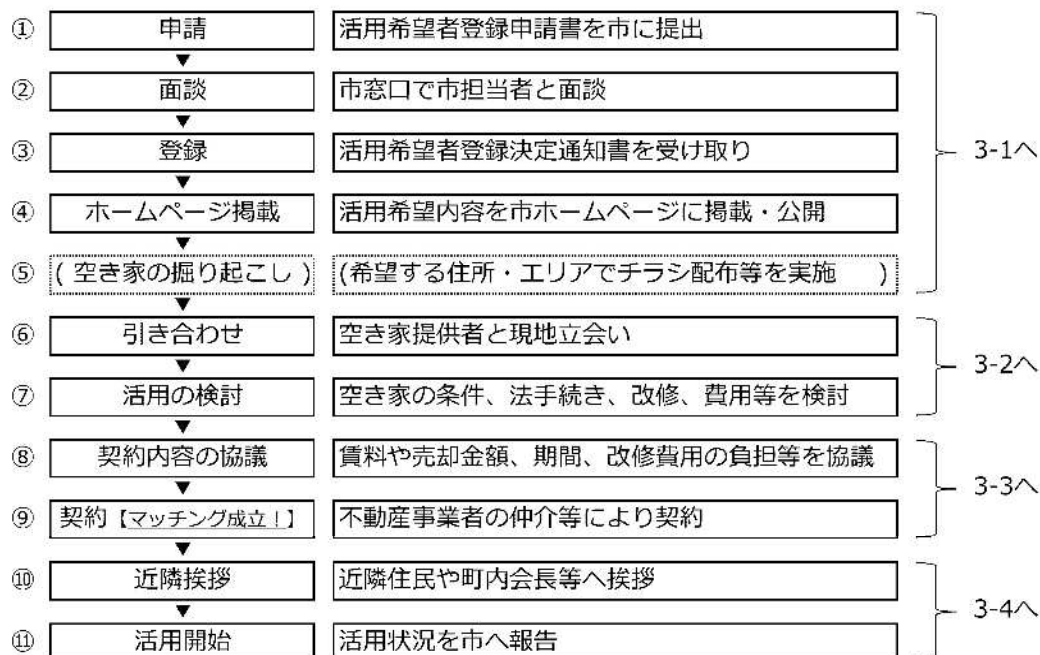 ① 申請 活用希望者登録申請書を市に提出
▼
② 面談 市窓口で市担当者と面談
▼
③ 登録 活用希望者登録決定通知書を受け取り
3-1へ
▼
④ ホームページ掲載 活用希望内容を市ホームページに掲載・公開
▼
⑤ (空き家の掘り起こし) (希望する住所・エリアでチラシ配布等を実施 )
▼
⑥ 引き合わせ 空き家提供者と現地立会い
▼
3-2へ
⑦ 活用の検討 空き家の条件、法手続き、改修、費用等を検討
▼
⑧ 契約内容の協議 賃料や売却金額、期間、改修費用の負担等を協議
▼
3-3へ
⑨ 契約【マッチング成立！】 不動産事業者の仲介等により契約
▼
⑩ 近隣挨拶 近隣住民や町内会長等へ挨拶
▼
3-4へ
⑪ 活用開始 活用状況を市へ報告